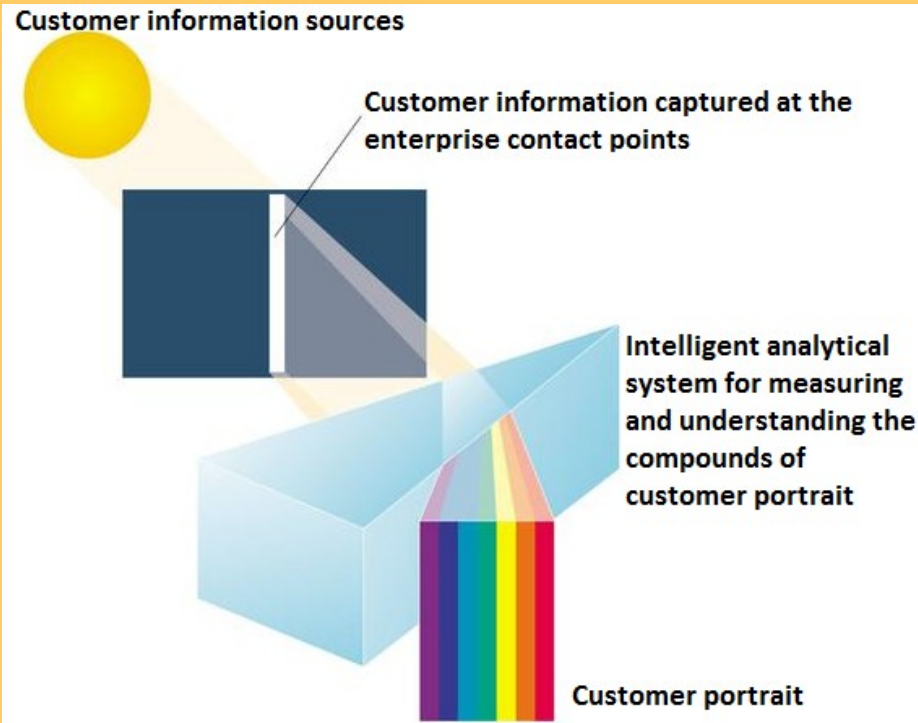 Customer information sources
Customer information captured at the
enterprise contact points
Intelligent analytical
system for measuring
and understanding the
compounds of
customer portrait
Customer portrait